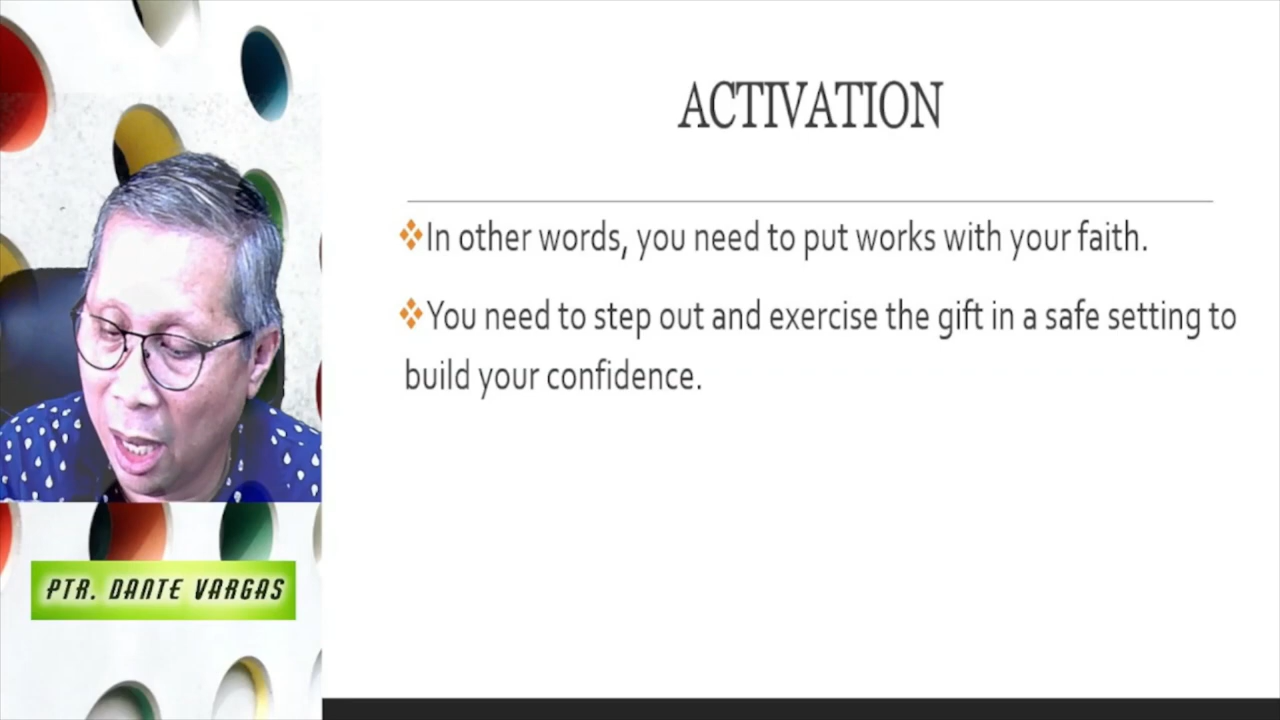 ACTIVATION
❖In other words, you need to put works with your faith.
❖You need to step out and exercise the gift in a safe setting to
build your confidence.
PTR. DANTE VARGAS